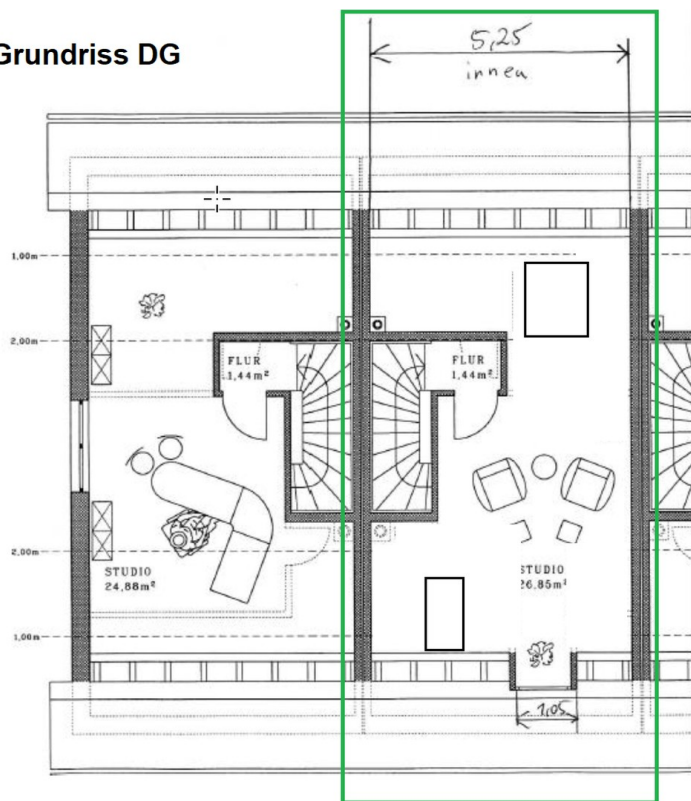 Grundriss DG
5,25
innen
1,00m
2,00m
FLUR
1,44m²
FLUR
1,44m²
2,00m
STUDIO
24,88m²
STUDIO
26,85m²
1,00m
1,05